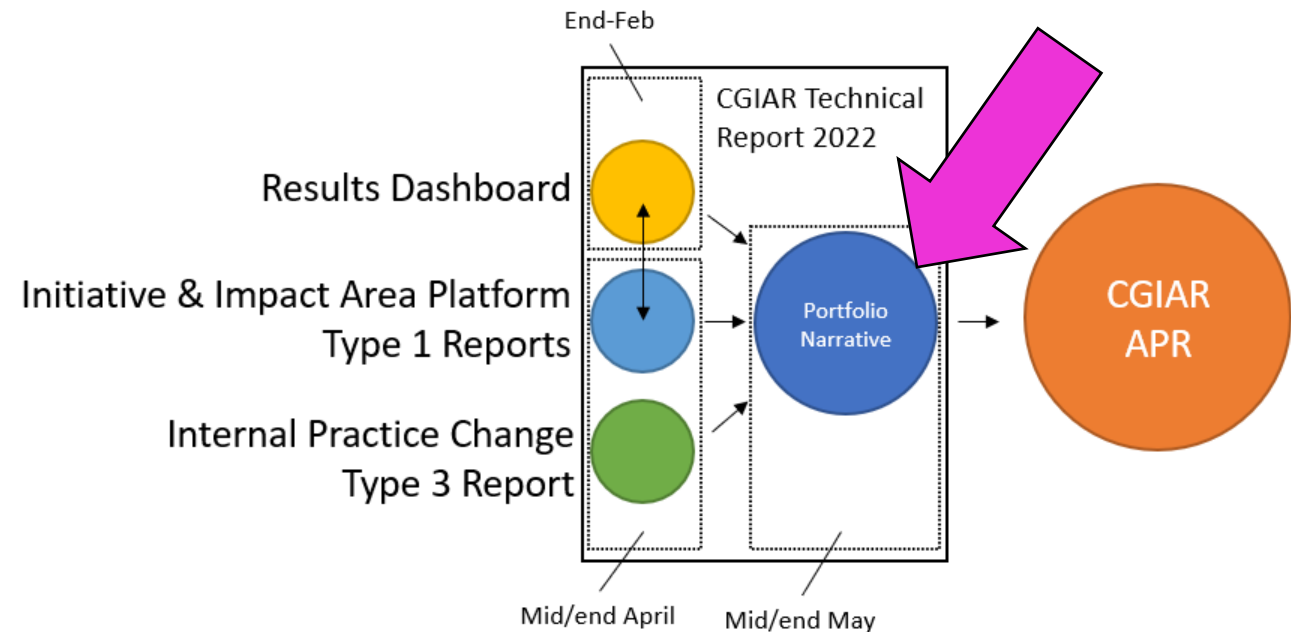 End-Feb
CGIAR Technical
Report 2022
Results Dashboard
Initiative & Impact Area Platform
Type 1 Reports
Portfolio
Narrative
CGIAR
APR
Internal Practice Change
Type 3 Report
Mid/end April
Mid/end May